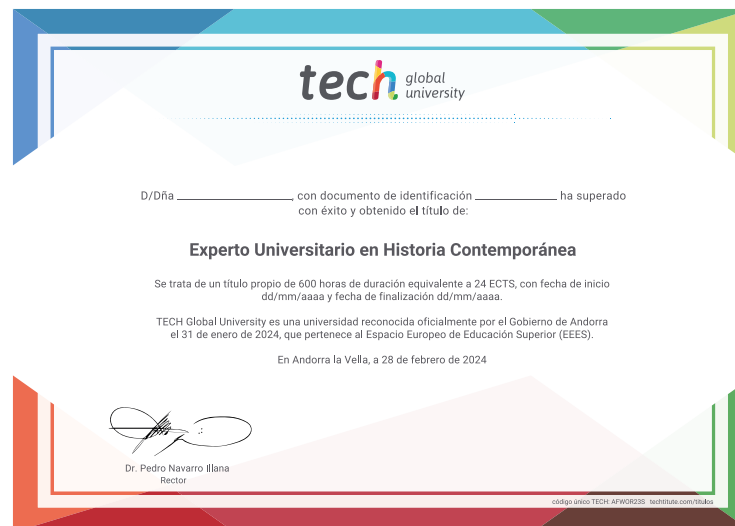 tech global
university
D/Dña ______________, con documento de identificación __________ ha superado
con éxito y obtenido el título de:
Experto Universitario en Historia Contemporánea
Se trata de un título propio de 600 horas de duración equivalente a 24 ECTS, con fecha de inicio
dd/mm/aaaa y fecha de finalización dd/mm/aaaa.
TECH Global University es una universidad reconocida oficialmente por el Gobierno de Andorra
el 31 de enero de 2024, que pertenece al Espacio Europeo de Educación Superior (EEES).
En Andorra la Vella, a 28 de febrero de 2024
Dr. Pedro Navarro Illana
Rector
código único TECH: AFWOR23S techtitute.com/titulos